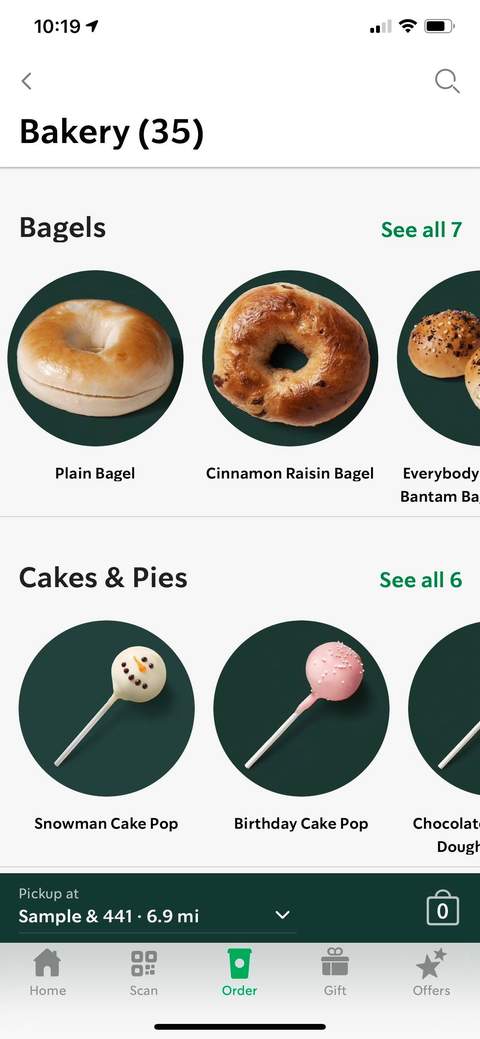 10:19
Bakery (35)
Bagels
See all 7
Plain Bagel
Cinnamon Raisin Bagel
Everybody
Bantam Ba
Cakes & Pies
See all 6
Snowman Cake Pop
Birthday Cake Pop
Chocolat
Dough
Pickup at
Sample & 441 · 6.9 mi
0
Home
Scan
Order
Gift
Offers